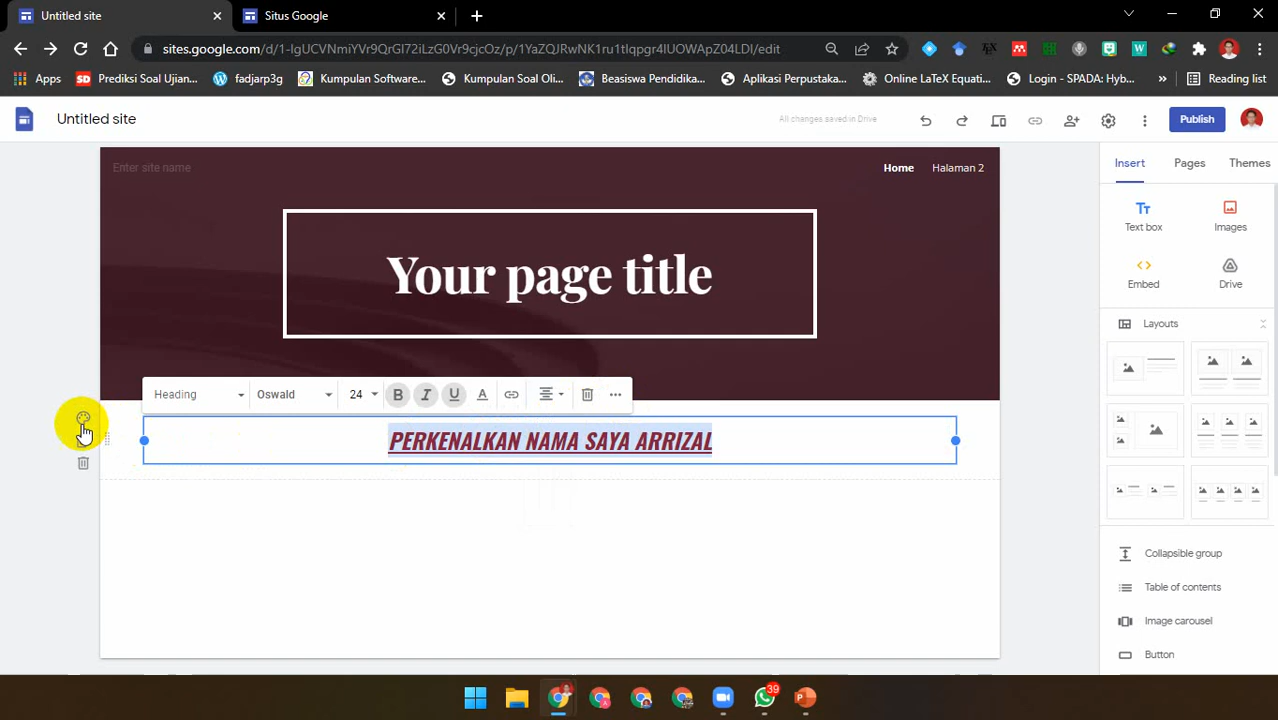 Untitled site
Situs Google
sites.google.com/d/1-IgUCVNmiYVr9QrGI72iLzG0Vr9cjcOz/p/1YaZQJRwNK1ru1tlqpgr4IUOWApZ04LDI/edit
Apps
Prediksi Soal Ujian...
fadjarp3g
Kumpulan Software...
Kumpulan Soal Oli...
Beasiswa Pendidika...
Aplikasi Perpustaka...
Online LaTeX Equati...
Login - SPADA: Hyb...
Reading list
Untitled site
All changes saved in Drive
Publish
Enter site name
Home
Halaman 2
Insert
Pages
Themes
Your page title
Text box
Images
Embed
Drive
Layouts
Heading
Oswald
24
B
I
U
A
PERKENALKAN NAMA SAYA ARRIZAL
Collapsible group
Table of contents
Image carousel
Button
39